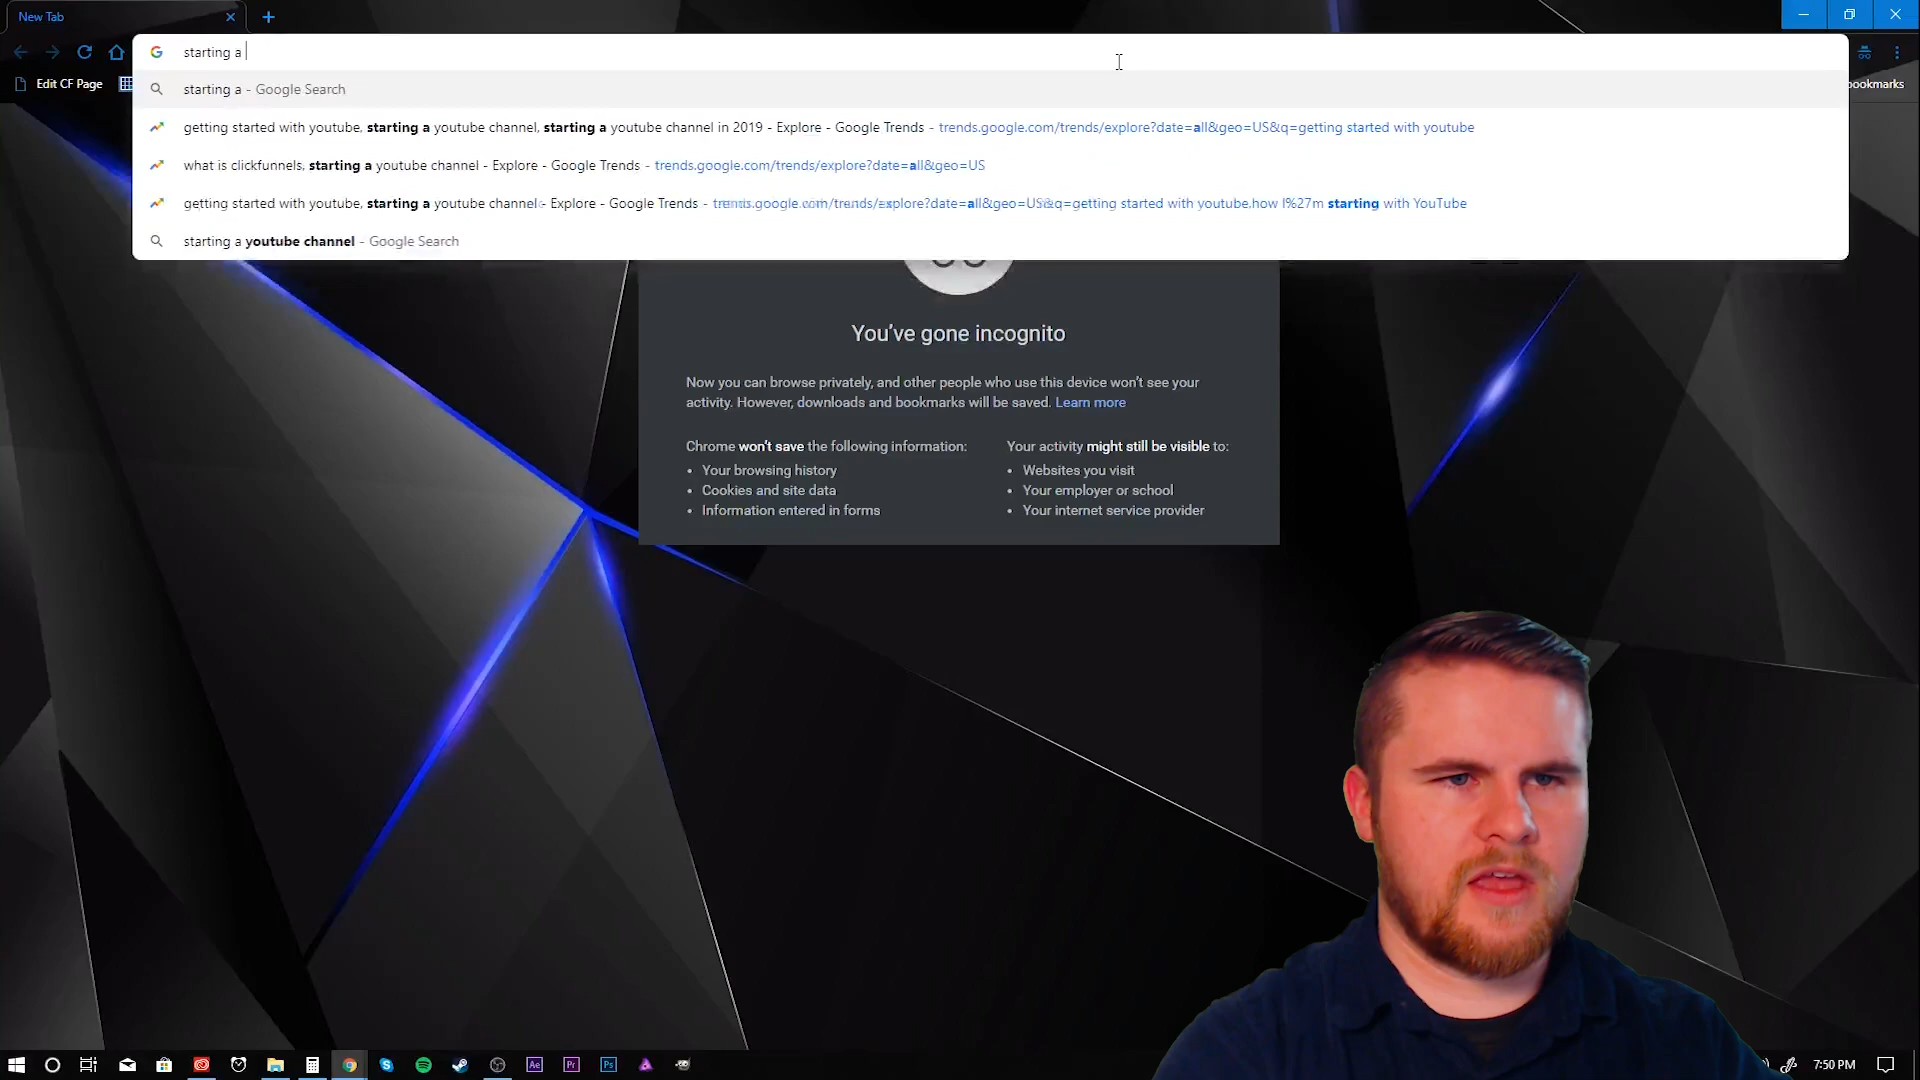 New Tab
starting a
Edit CF Page
bookmarks
starting a - Google Search
getting started with youtube, starting a youtube channel, starting a youtube channel in 2019 - Explore - Google Trends - trends.google.com/trends/explore?date=all&geo=US&q=getting started with youtube
what is clickfunnels, starting a youtube channel - Explore - Google Trends - trends.google.com/trends/explore?date=all&geo=US
getting started with youtube, starting a youtube channel - Explore - Google Trends - trends.google.com/trends/explore?date=all&geo=US&q=getting started with youtube,how I%27m starting with YouTube
starting a youtube channel - Google Search
You've gone incognito
Now you can browse privately, and other people who use this device won't see your
activity. However, downloads and bookmarks will be saved. Learn more
Chrome won't save the following information:
• Your browsing history
• Cookies and site data
• Information entered in forms
Your activity might still be visible to:
• Websites you visit
• Your employer or school
• Your internet service provider
Ae
Pr
Ps
7:50 PM